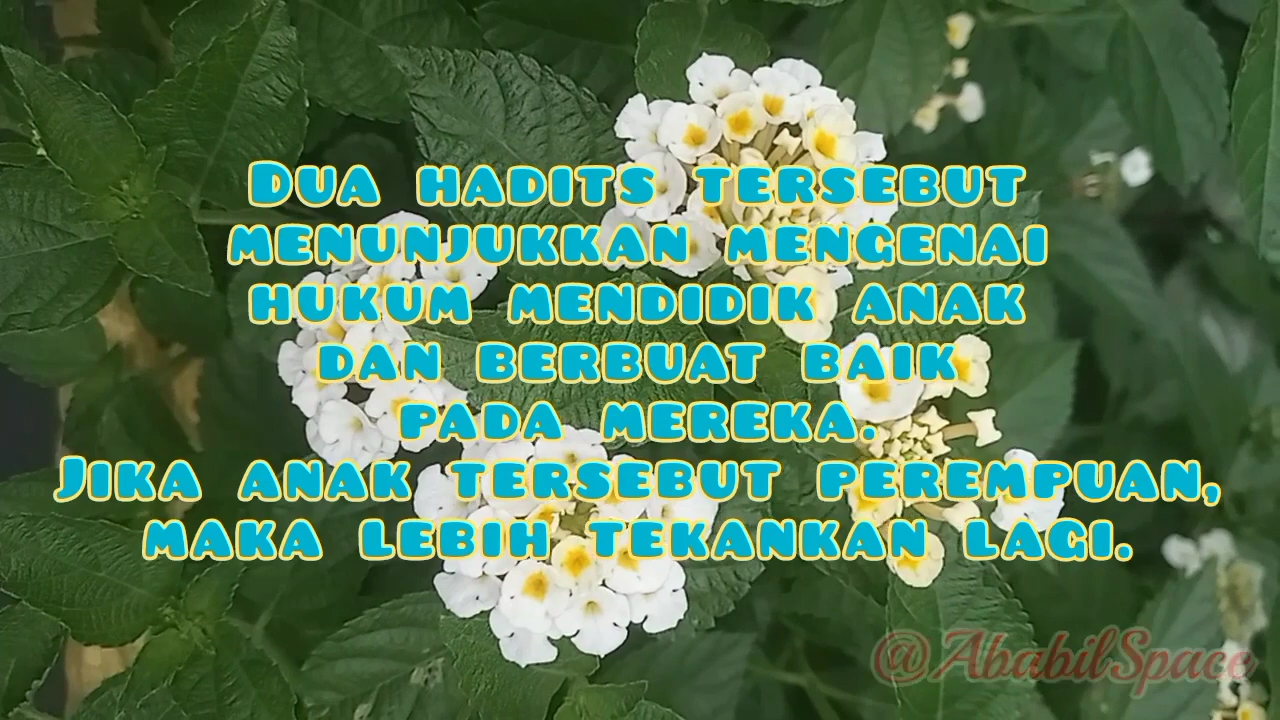 Dua hadits tersebut
menunjukkan mengenai
hukum mendidik anak
dan berbuat baik
pada mereka.
Jika anak tersebut perempuan,
maka lebih tekankan lagi.
@AbabilSpace